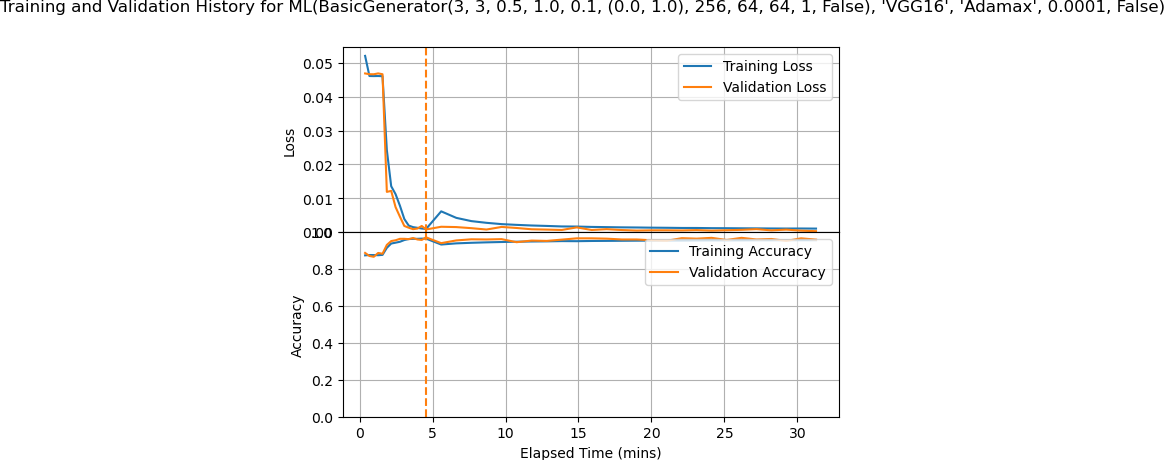 Training and Validation History for ML(BasicGenerator(3, 3, 0.5, 1.0, 0.1, (0.0, 1.0), 256, 64, 64, 1, False), 'VGG16', 'Adamax', 0.0001, False)
0.05
0.04
0.03
0.02
0.01
0.00
Loss
Training Loss
Validation Loss
1.0
0.8
0.6
0.4
0.2
0.0
Accuracy
Training Accuracy
Validation Accuracy
0 5 10 15 20 25 30
Elapsed Time (mins)